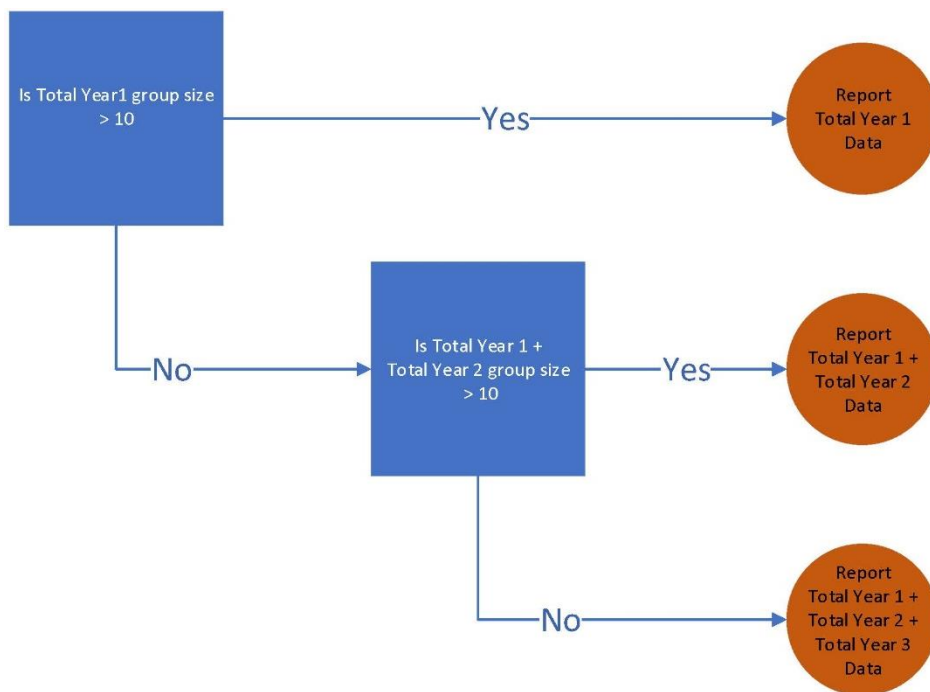 Is Total Year1 group size
> 10
Yes
Report
Total Year 1
Data
No
Is Total Year 1 +
Total Year 2 group size
> 10
Yes
Report
Total Year 1 +
Total Year 2
Data
No
Report
Total Year 1 +
Total Year 2 +
Total Year 3
Data